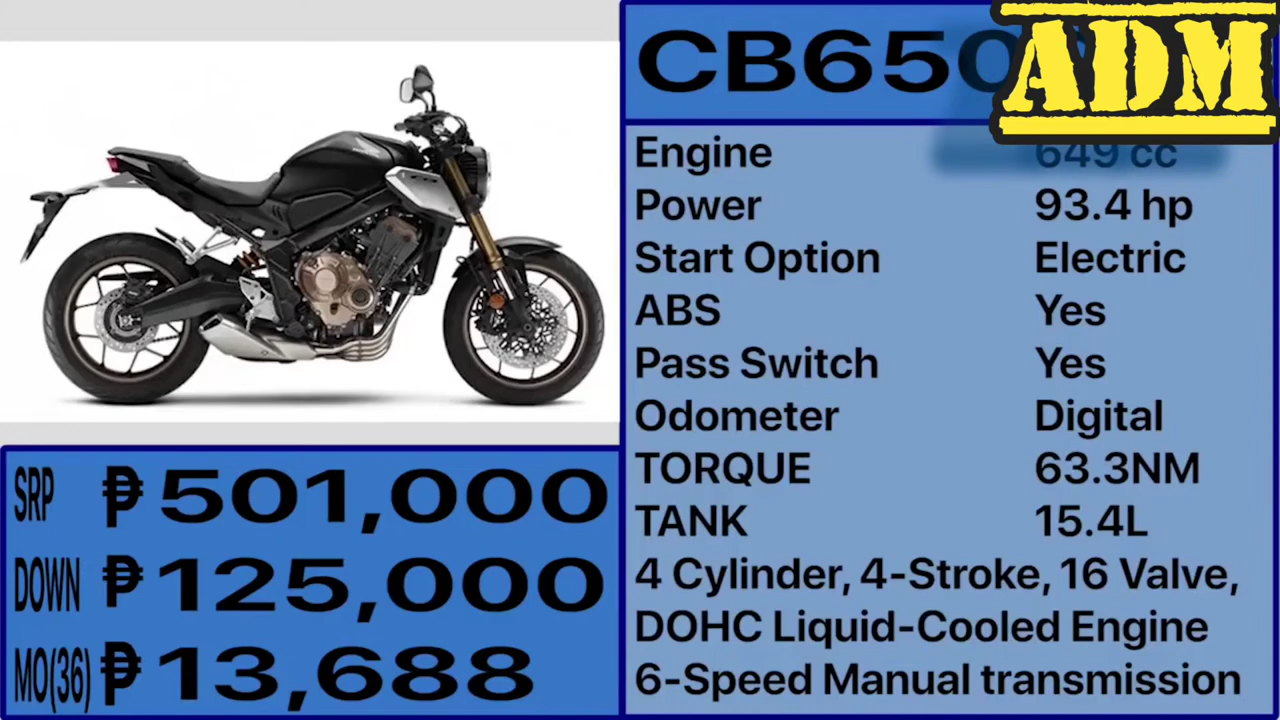 CB650
ADM
Engine 649 cc
Power 93.4 hp
Start Option Electric
ABS Yes
Pass Switch Yes
Odometer Digital
TORQUE 63.3NM
TANK 15.4L
4 Cylinder, 4-Stroke, 16 Valve,
DOHC Liquid-Cooled Engine
6-Speed Manual transmission
SRP ₱501,000
DOWN ₱125,000
MO(36) ₱13,688